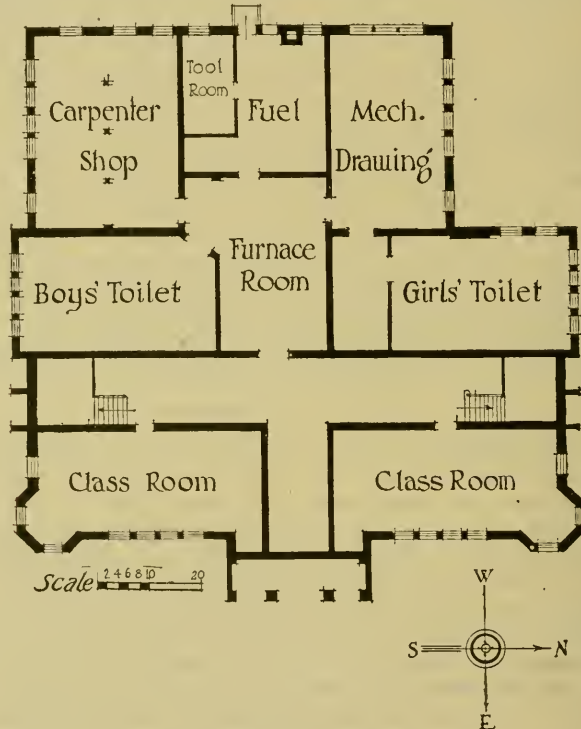 Tool
Room
Carpenter
Shop
Fuel
Mech.
Drawing
Furnace
Room
Boys' Toilet
Girls' Toilet
Class Room
Class Room
Scale 2 4 6 8 10 20
W
S N
E